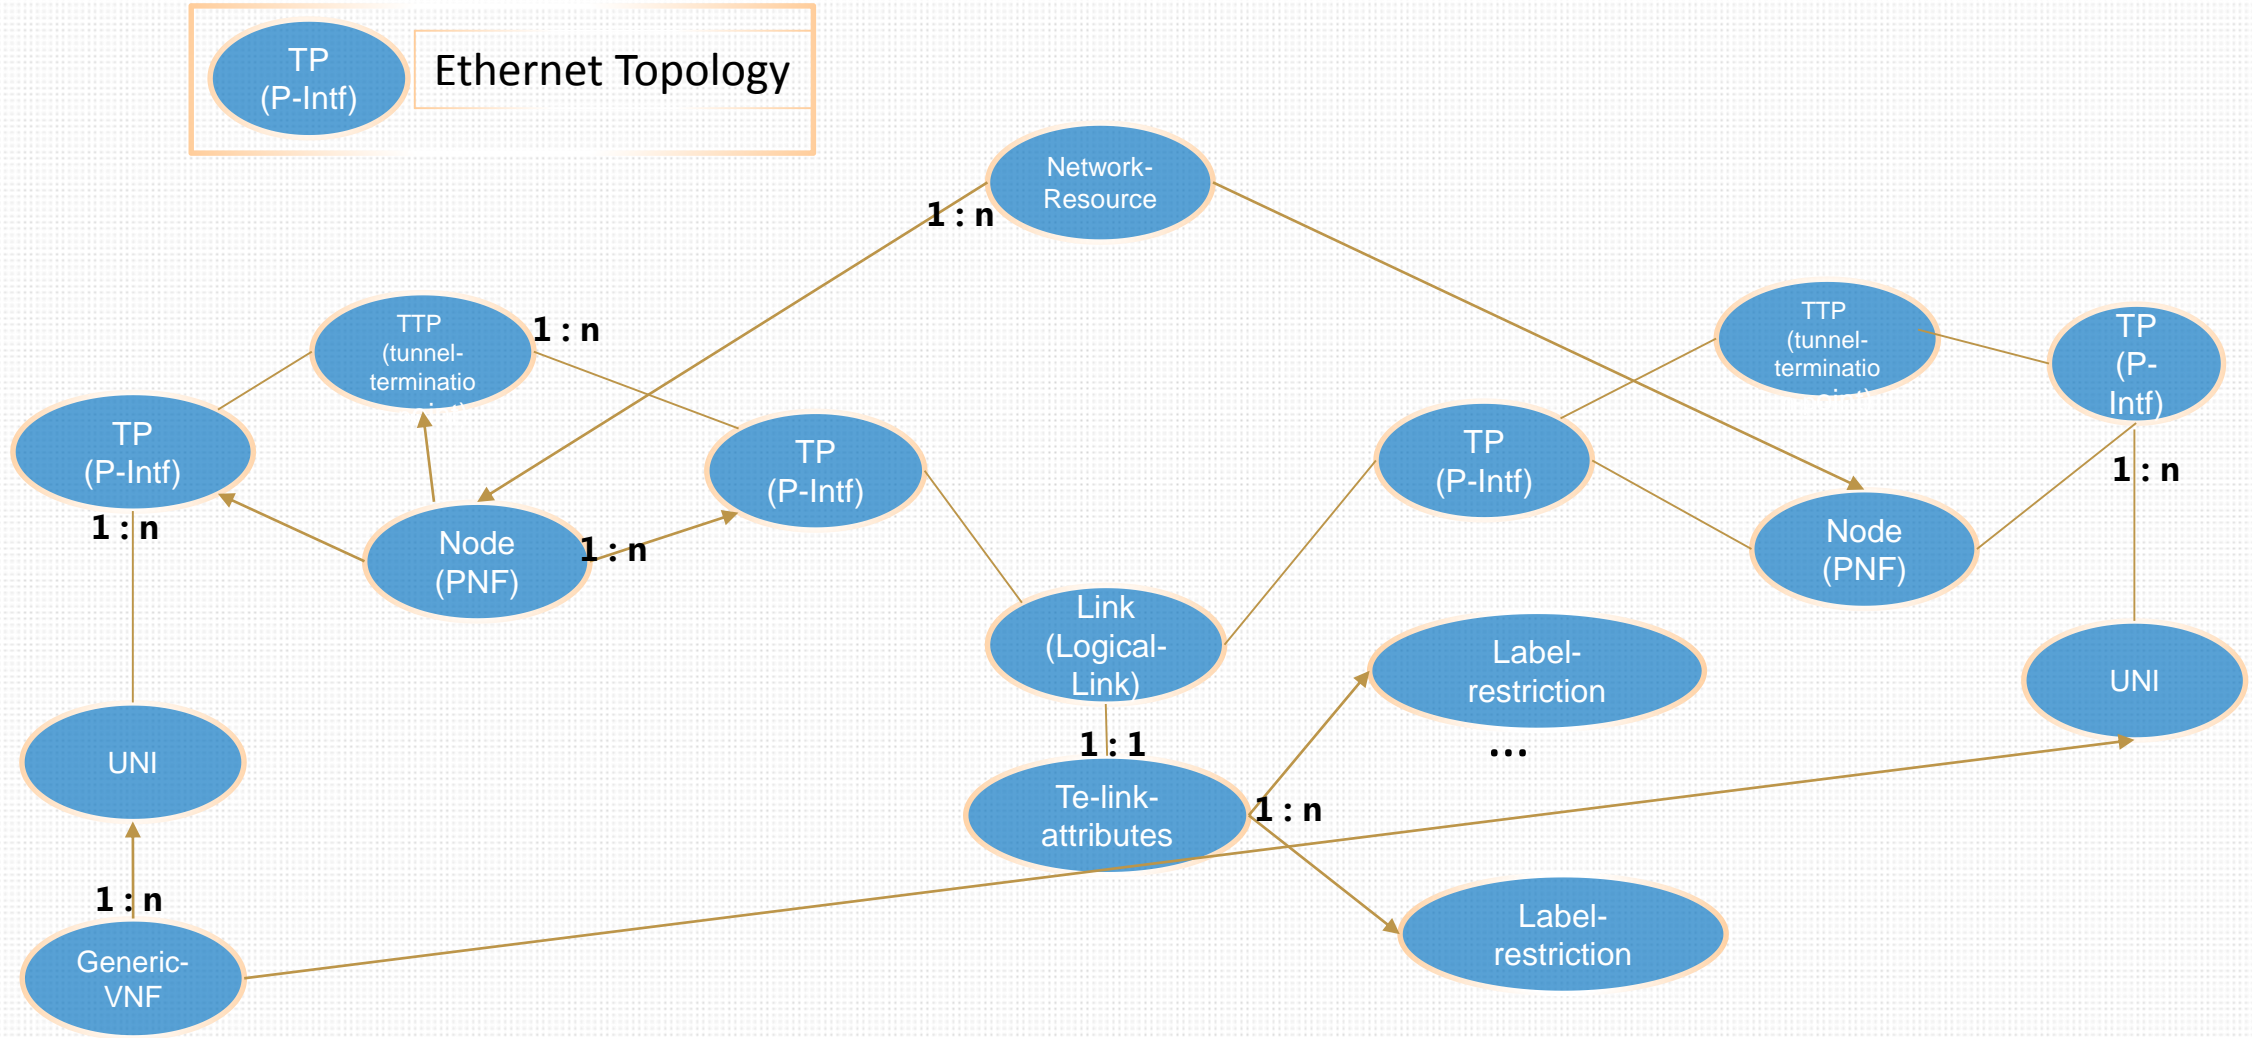 TP
(P-Intf)
Ethernet Topology
Network-
Resource
1:n
TTP
(tunnel-
terminatio
1:n
TTP
(tunnel-
terminatio
TP
(P-
Intf)
TP
(P-Intf)
1:n
TP
(P-Intf)
TP
(P-Intf)
1:n
Node
(PNF)
1:n
Node
(PNF)
Link
(Logical-
Link)
Label-
restriction
...
UNI
UNI
1:1
Te-link-
attributes
1:n
1:n
Generic-
VNF
Label-
restriction